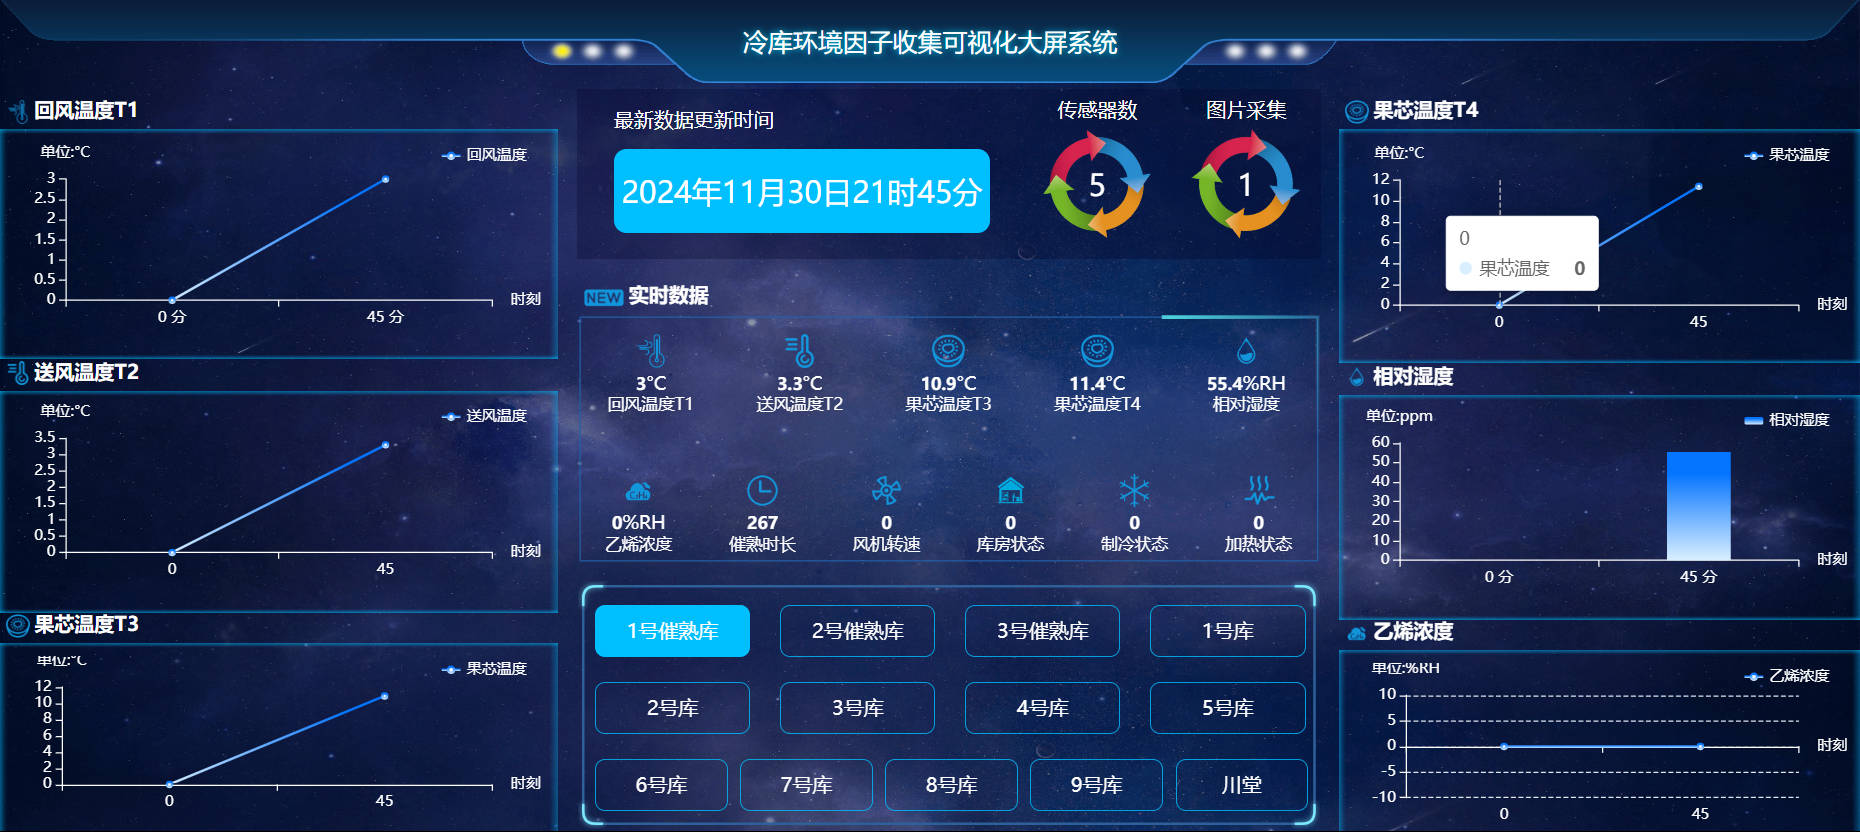 冷库环境因子收集可视化大屏系统
回风温度T1
单位:°C
回风温度
3
2.5
2
1.5
1
0.5
0
0 分
45 分
时刻
送风温度T2
单位:°C
送风温度
3.5
3
2.5
2
1.5
1
0.5
0
0
45
时刻
果芯温度T3
单位:°C
果芯温度
12
10
8
6
4
2
0
0
45
时刻
最新数据更新时间
2024年11月30日21时45分
传感器数
5
图片采集
1
NEW 实时数据
3°C
回风温度T1
3.3°C
送风温度T2
10.9°C
果芯温度T3
11.4°C
果芯温度T4
55.4%RH
相对湿度
C₂H₄
0%RH
乙烯浓度
267
催熟时长
0
风机转速
0
库房状态
0
制冷状态
0
加热状态
1号催熟库
2号催熟库
3号催熟库
1号库
2号库
3号库
4号库
5号库
6号库
7号库
8号库
9号库
川堂
果芯温度T4
单位:°C
果芯温度
12
10
8
6
4
2
0
0
果芯温度 0
0
45
时刻
相对湿度
单位:ppm
相对湿度
60
50
40
30
20
10
0
0 分
45 分
时刻
乙烯浓度
单位:%RH
乙烯浓度
10
5
0
-5
-10
0
45
时刻